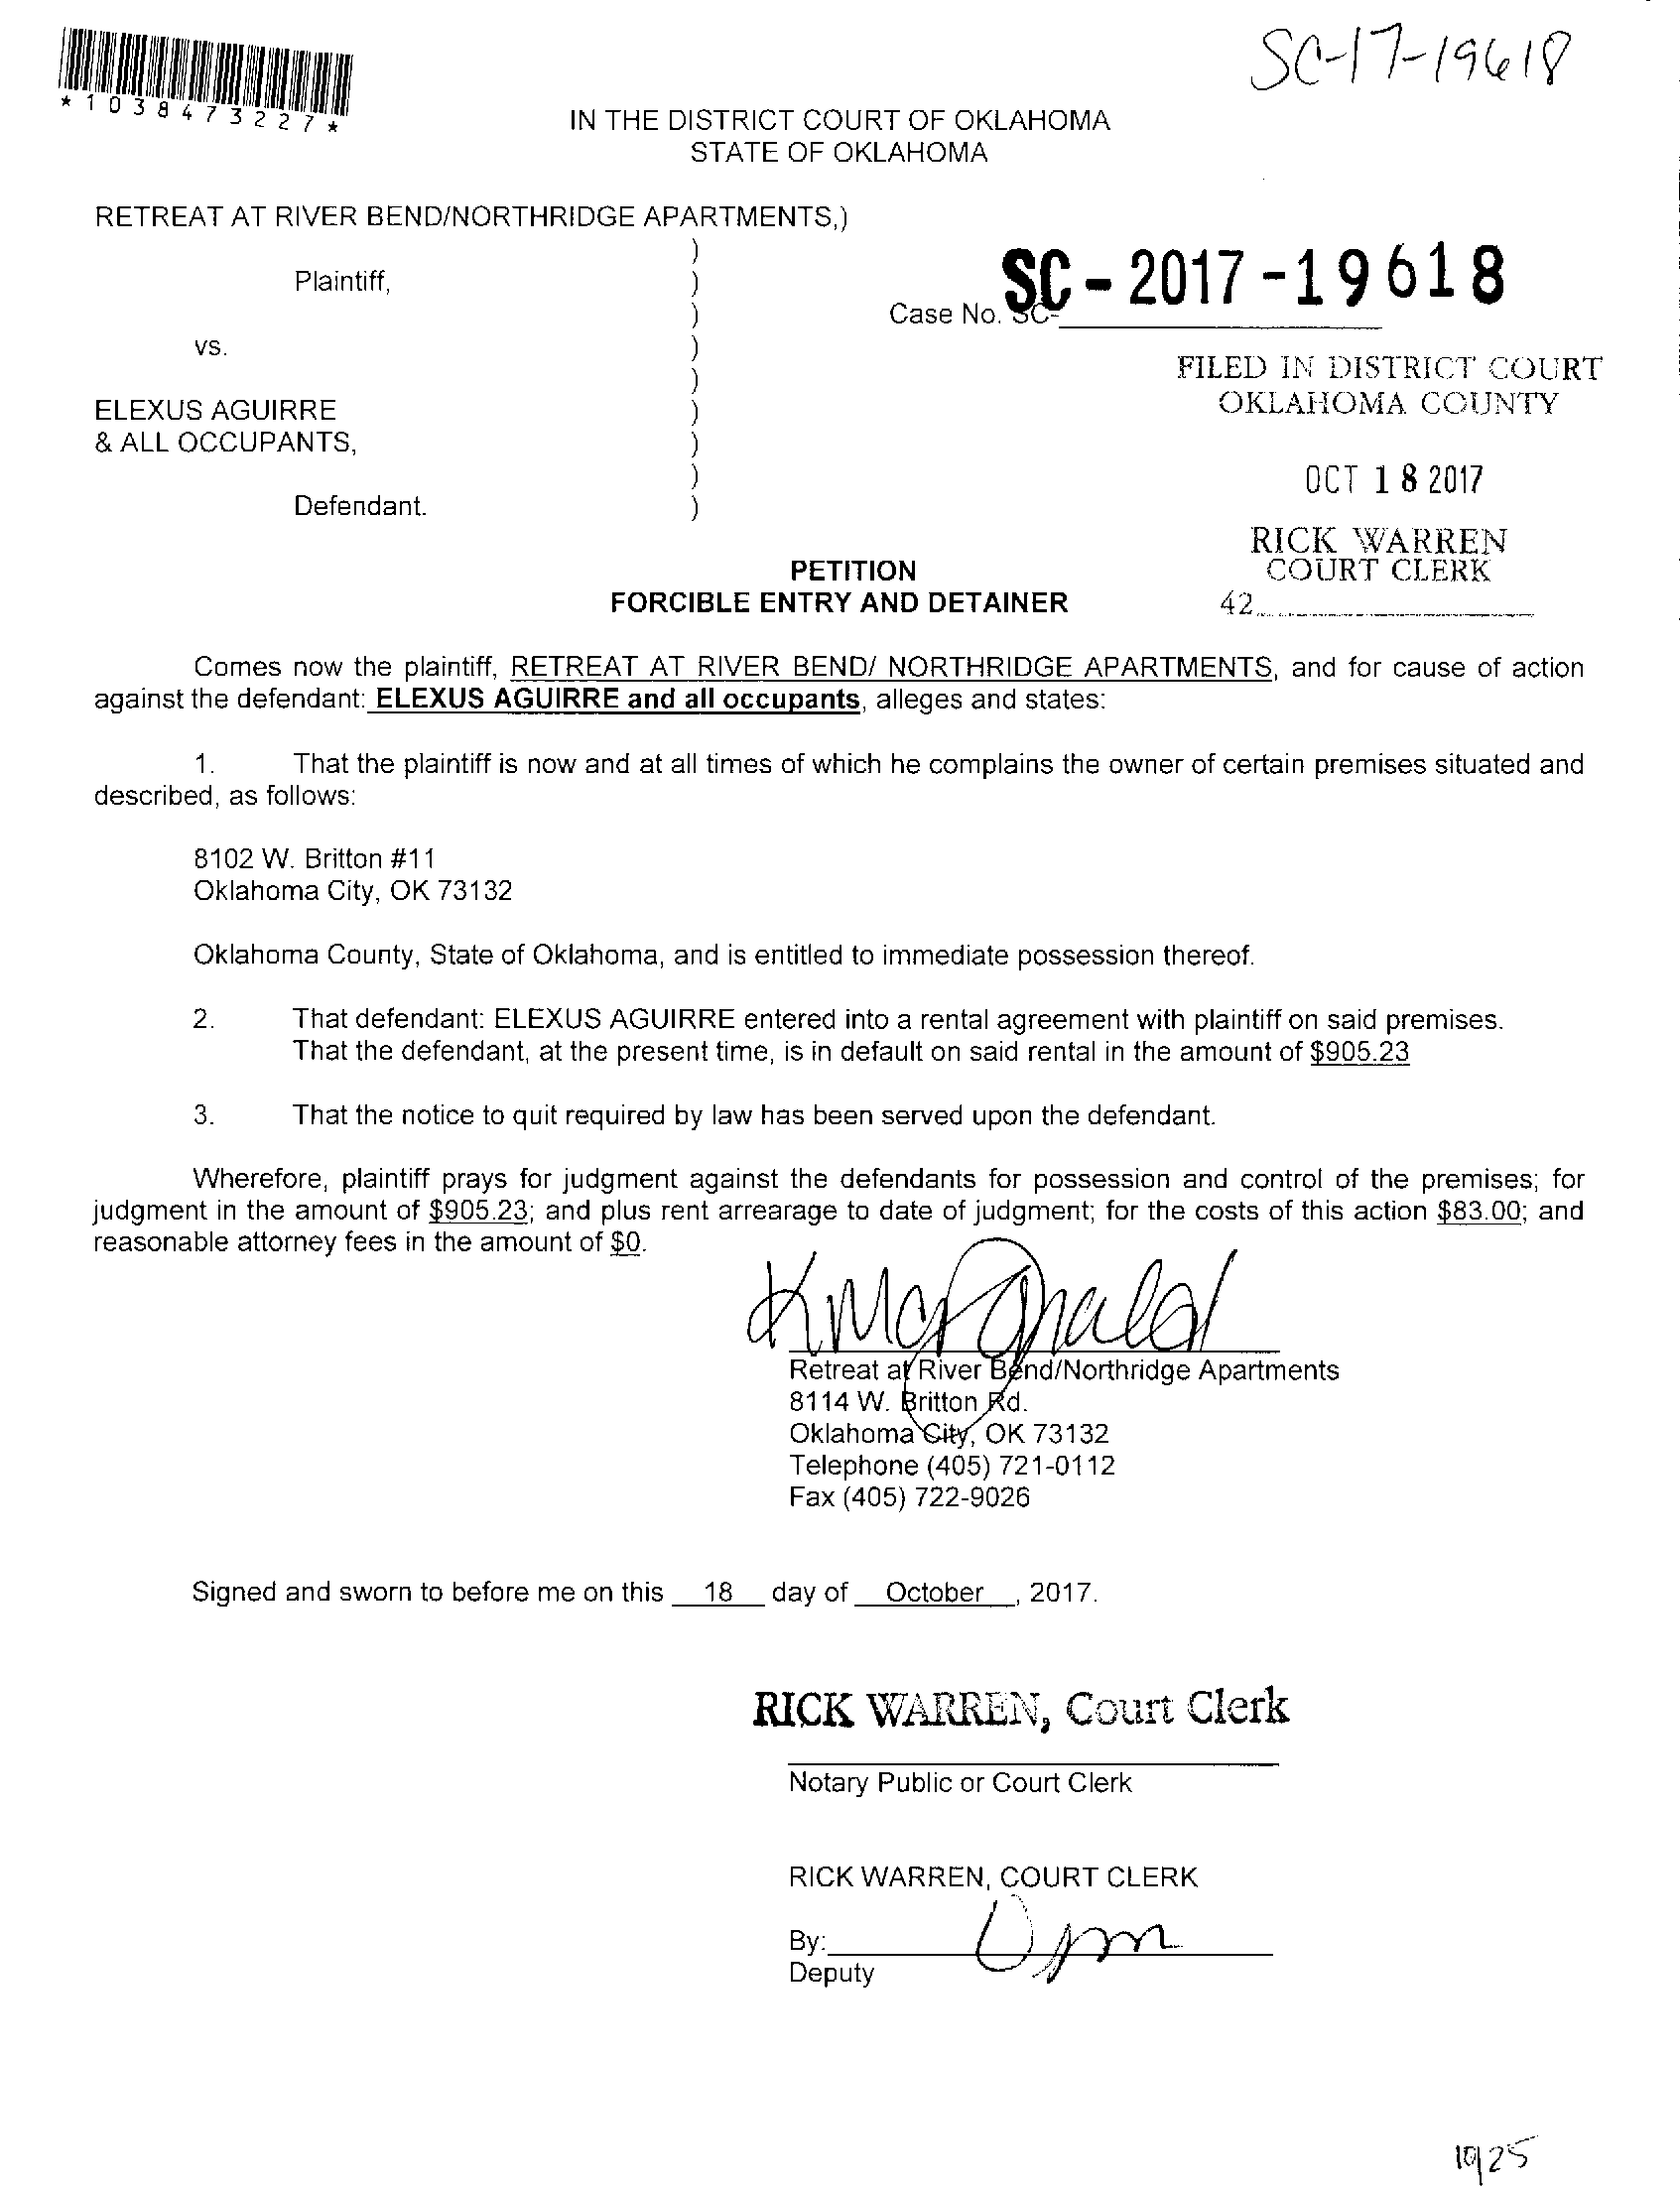 SC-17-19618
*1038473227*
IN THE DISTRICT COURT OF OKLAHOMA
STATE OF OKLAHOMA
RETREAT AT RIVER BEND/NORTHRIDGE APARTMENTS,)
)
Plaintiff, )
) Case No. SC-
SC-2017-19618
vs. )
)
ELEXUS AGUIRRE )
& ALL OCCUPANTS, )
)
Defendant. )
FILED IN DISTRICT COURT
OKLAHOMA COUNTY
OCT 18 2017
RICK WARREN
COURT CLERK
42
PETITION
FORCIBLE ENTRY AND DETAINER
Comes now the plaintiff, RETREAT AT RIVER BEND/ NORTHRIDGE APARTMENTS, and for cause of action
against the defendant: ELEXUS AGUIRRE and all occupants, alleges and states:
1. That the plaintiff is now and at all times of which he complains the owner of certain premises situated and
described, as follows:
8102 W. Britton #11
Oklahoma City, OK 73132
Oklahoma County, State of Oklahoma, and is entitled to immediate possession thereof.
2. That defendant: ELEXUS AGUIRRE entered into a rental agreement with plaintiff on said premises.
That the defendant, at the present time, is in default on said rental in the amount of $905.23
3. That the notice to quit required by law has been served upon the defendant.
Wherefore, plaintiff prays for judgment against the defendants for possession and control of the premises; for
judgment in the amount of $905.23; and plus rent arrearage to date of judgment; for the costs of this action $83.00; and
reasonable attorney fees in the amount of $0.
K McDonald
Retreat at River Bend/Northridge Apartments
8114 W. Britton Rd.
Oklahoma City, OK 73132
Telephone (405) 721-0112
Fax (405) 722-9026
Signed and sworn to before me on this 18 day of October, 2017.
RICK WARREN, Court Clerk
Notary Public or Court Clerk
RICK WARREN, COURT CLERK
By:
Deputy
10/25